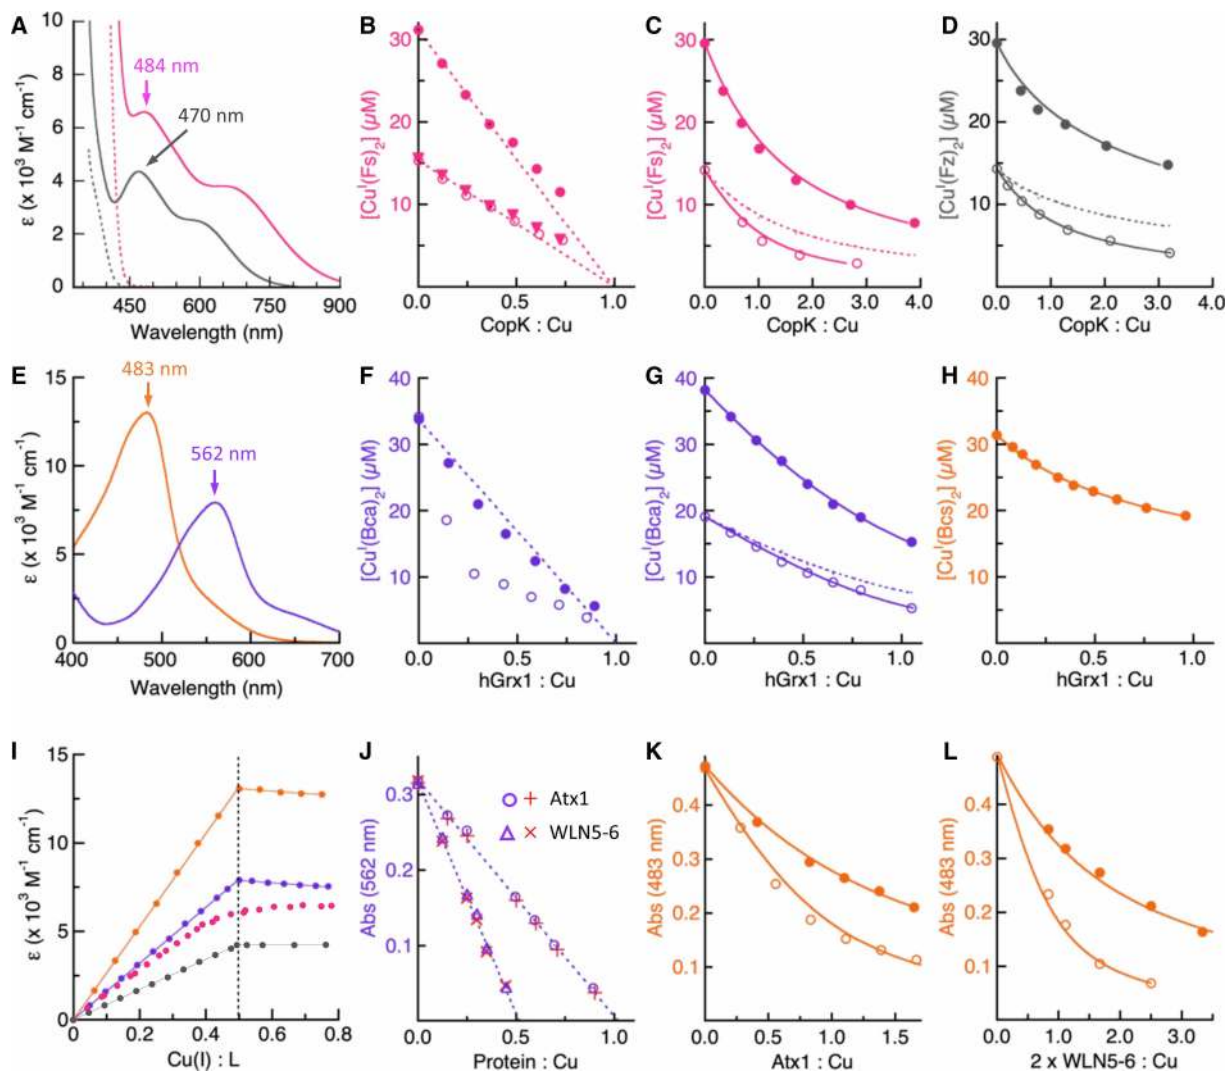 A
ε (x 10³ M⁻¹ cm⁻¹)
10
8
6
4
2
0
484 nm
470 nm
450 600 750 900
Wavelength (nm)
B
[Cuᴵ(Fs)₂] (µM)
30
20
10
0.0 0.5 1.0
CopK : Cu
C
[Cuᴵ(Fs)₂] (µM)
30
20
10
0.0 1.0 2.0 3.0 4.0
CopK : Cu
D
[Cuᴵ(Fz)₂] (µM)
30
20
10
0.0 1.0 2.0 3.0 4.0
CopK : Cu
E
ε (x 10³ M⁻¹ cm⁻¹)
15
10
5
0
483 nm
562 nm
400 500 600 700
Wavelength (nm)
F
[Cuᴵ(Bca)₂] (µM)
40
30
20
10
0.0 0.5 1.0
hGrx1 : Cu
G
[Cuᴵ(Bca)₂] (µM)
40
30
20
10
0.0 0.5 1.0
hGrx1 : Cu
H
[Cuᴵ(Bcs)₂] (µM)
40
30
20
10
0.0 0.5 1.0
hGrx1 : Cu
I
ε (x 10³ M⁻¹ cm⁻¹)
15
10
5
0
0 0.2 0.4 0.6 0.8
Cu(I) : L
J
Abs (562 nm)
0.3
0.2
0.1
Atx1
WLN5-6
0.0 0.5 1.0
Protein : Cu
K
Abs (483 nm)
0.4
0.3
0.2
0.1
0.0 0.5 1.0 1.5
Atx1 : Cu
L
Abs (483 nm)
0.4
0.3
0.2
0.1
0.0 1.0 2.0 3.0
2 x WLN5-6 : Cu